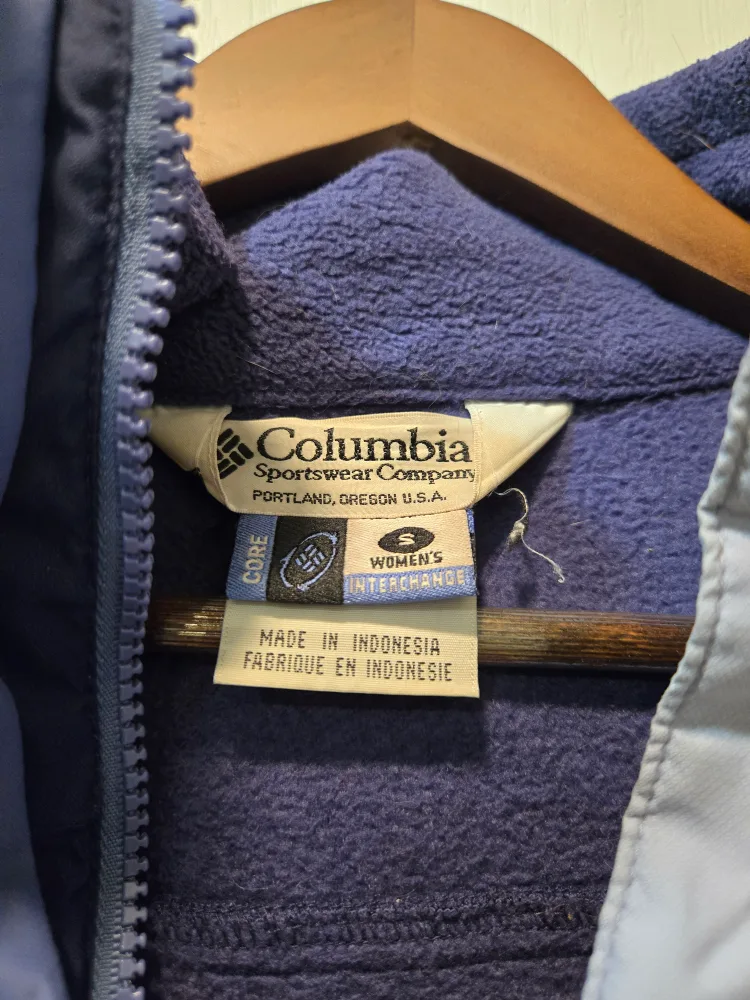 Columbia
Sportswear Company
PORTLAND, OREGON U.S.A.
CORE
S
WOMEN'S
INTERCHANGE
MADE IN INDONESIA
FABRIQUE EN INDONESIE